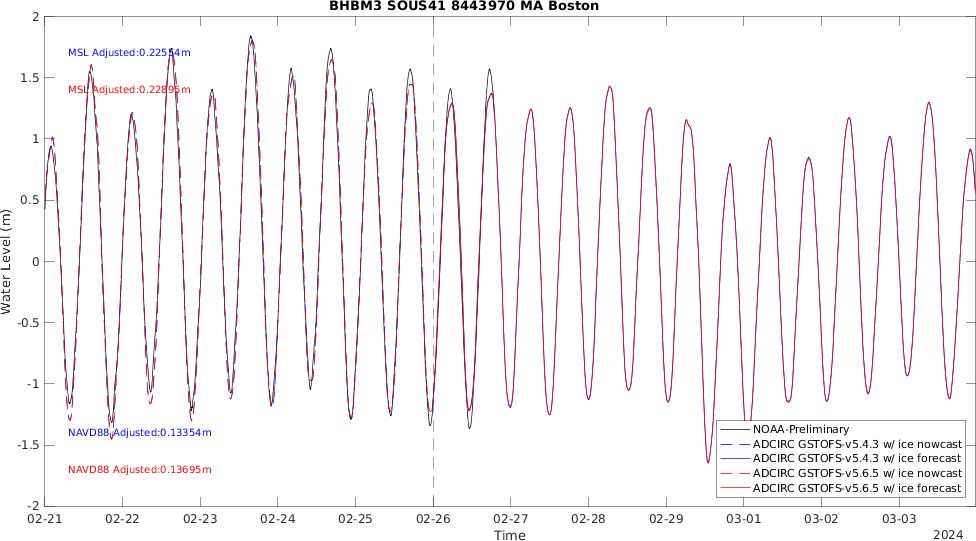 BHBM3 SOUS41 8443970 MA Boston
2
1.5
1
0.5
0
-0.5
-1
-1.5
-2
Water Level (m)
MSL Adjusted:0.22554m
MSL Adjusted:0.22895m
NAVD88 Adjusted:0.13354m
NAVD88 Adjusted:0.13695m
NOAA-Preliminary
ADCIRC GSTOFS-v5.4.3 w/ ice nowcast
ADCIRC GSTOFS-v5.4.3 w/ ice forecast
ADCIRC GSTOFS-v5.6.5 w/ ice nowcast
ADCIRC GSTOFS-v5.6.5 w/ ice forecast
02-21 02-22 02-23 02-24 02-25 02-26 02-27 02-28 02-29 03-01 03-02 03-03
Time
2024